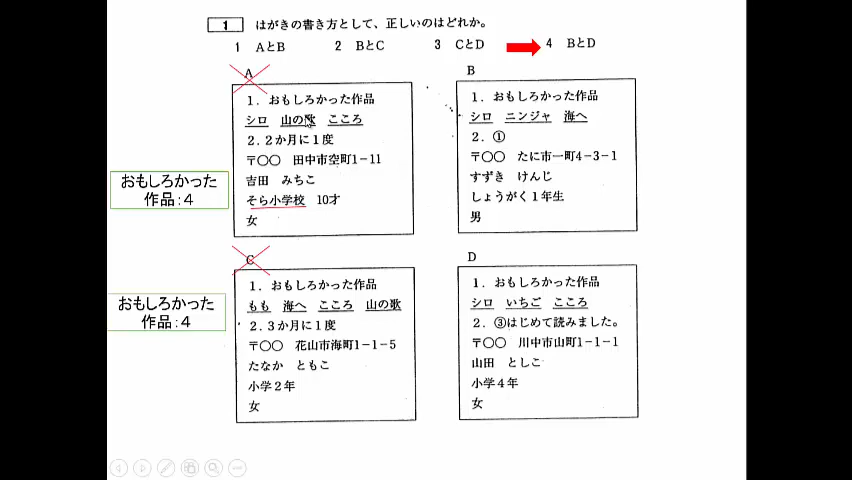 1 はがきの書き方として、正しいのはどれか。
1 AとB 2 BとC 3 CとD 4 BとD
A
1．おもしろかった作品
シロ 山の歌 こころ
2．2か月に1度
〒〇〇 田中市空町1－11
吉田 みちこ
そら小学校 10才
女
おもしろかった
作品：４
B
1．おもしろかった作品
シロ ニンジャ 海へ
2．①
〒〇〇 たに市一町4－3－1
すずき けんじ
しょうがく1年生
男
C
1．おもしろかった作品
もも 海へ こころ 山の歌
2．3か月に1度
〒〇〇 花山市海町1－1－5
たなか ともこ
小学2年
女
おもしろかった
作品：４
D
1．おもしろかった作品
シロ いちご こころ
2．③はじめて読みました。
〒〇〇 川中市山町1－1－1
山田 としこ
小学4年
女